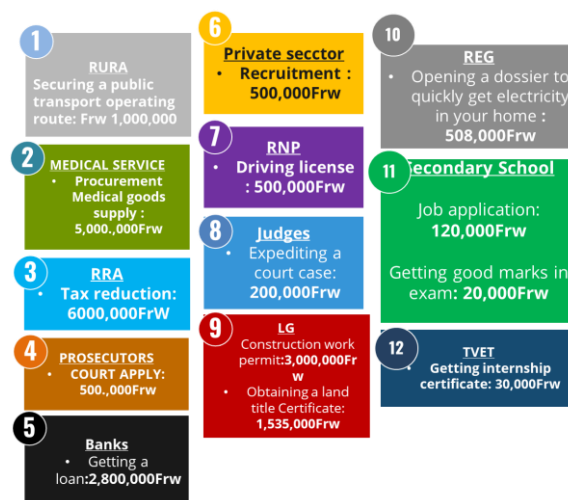 1
RURA
Securing a public
transport operating
route: Frw 1,000,000
2
MEDICAL SERVICE
• Procurement
Medical goods
supply :
5,000.,000Frw
3
RRA
• Tax reduction:
6000,000FrW
4
PROSECUTORS
• COURT APPLY:
500.,000Frw
5
Banks
• Getting a
loan:2,800,000Frw
6
Private secctor
• Recruitment :
500,000Frw
7
RNP
• Driving license
: 500,000Frw
8
Judges
• Expediting a
court case:
200,000Frw
9
LG
Construction work
permit:3,000,000Fr
w
• Obtaining a land
title Certificate:
1,535,000Frw
10
REG
• Opening a dossier to
quickly get electricity
in your home :
508,000Frw
11
Secondary School
Job application:
120,000Frw
Getting good marks in
exam: 20,000Frw
12
TVET
• Getting internship
certificate: 30,000Frw